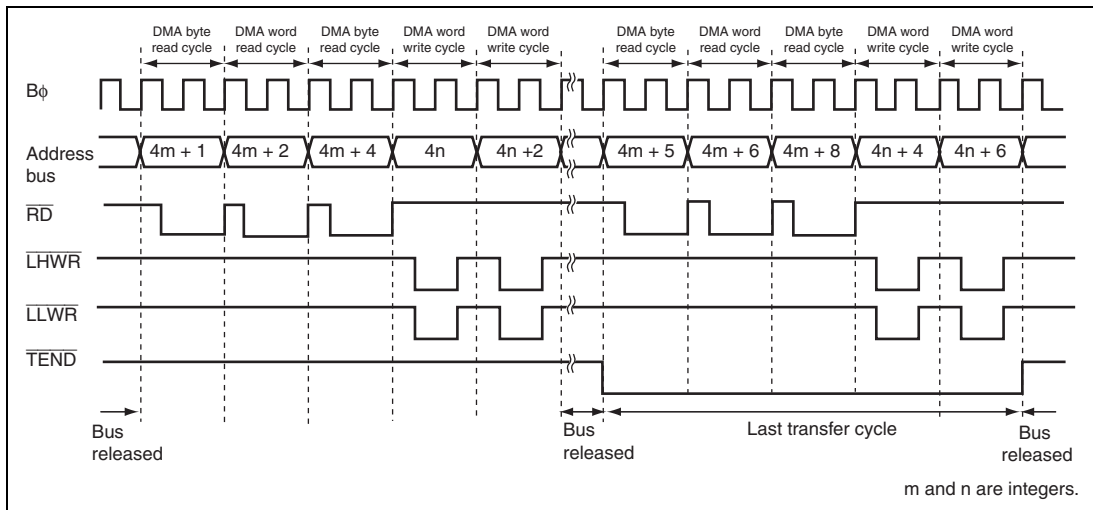 DMA byte read cycle
DMA word read cycle
DMA byte read cycle
DMA word write cycle
DMA word write cycle
DMA byte read cycle
DMA word read cycle
DMA byte read cycle
DMA word write cycle
DMA word write cycle
Bϕ
Address bus
4m + 1
4m + 2
4m + 4
4n
4n +2
4m + 5
4m + 6
4m + 8
4n + 4
4n + 6
RD
LHWR
LLWR
TEND
Bus released
Bus released
Last transfer cycle
Bus released
m and n are integers.